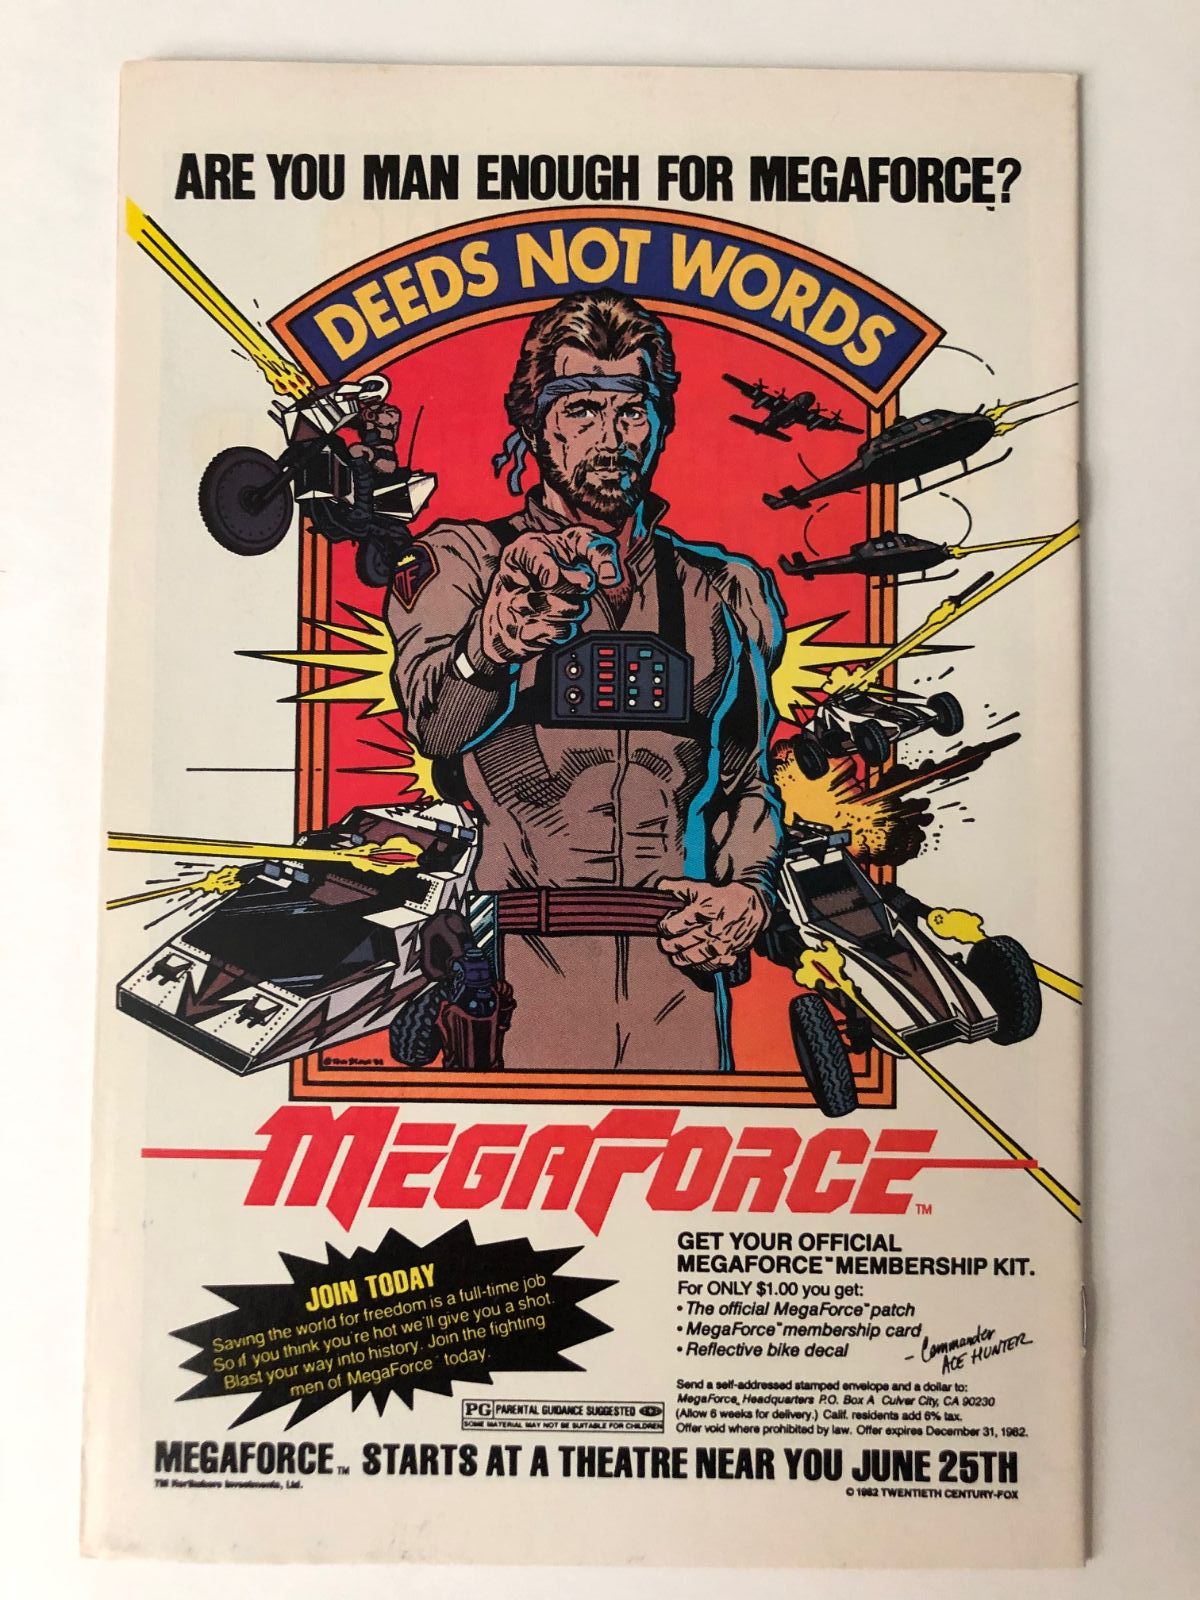 ARE YOU MAN ENOUGH FOR MEGAFORCE?
DEEDS NOT WORDS
MF
MEGAFORCE™
JOIN TODAY
Saving the world for freedom is a full-time job
So if you think you're hot we'll give you a shot.
Blast your way into history. Join the fighting
men of MegaForce™ today.
GET YOUR OFFICIAL
MEGAFORCE™ MEMBERSHIP KIT.
For ONLY $1.00 you get:
• The official MegaForce™ patch
• MegaForce™ membership card
• Reflective bike decal
– Commander
ACE HUNTER
Send a self-addressed stamped envelope and a dollar to:
MegaForce, Headquarters P.O. Box A Culver City, CA 90230
(Allow 6 weeks for delivery.) Calif. residents add 6% tax.
Offer void where prohibited by law. Offer expires December 31, 1982.
PG PARENTAL GUIDANCE SUGGESTED
SOME MATERIAL MAY NOT BE SUITABLE FOR CHILDREN
MEGAFORCE™ STARTS AT A THEATRE NEAR YOU JUNE 25TH
TM Northshore Investments, Ltd.
© 1982 TWENTIETH CENTURY-FOX